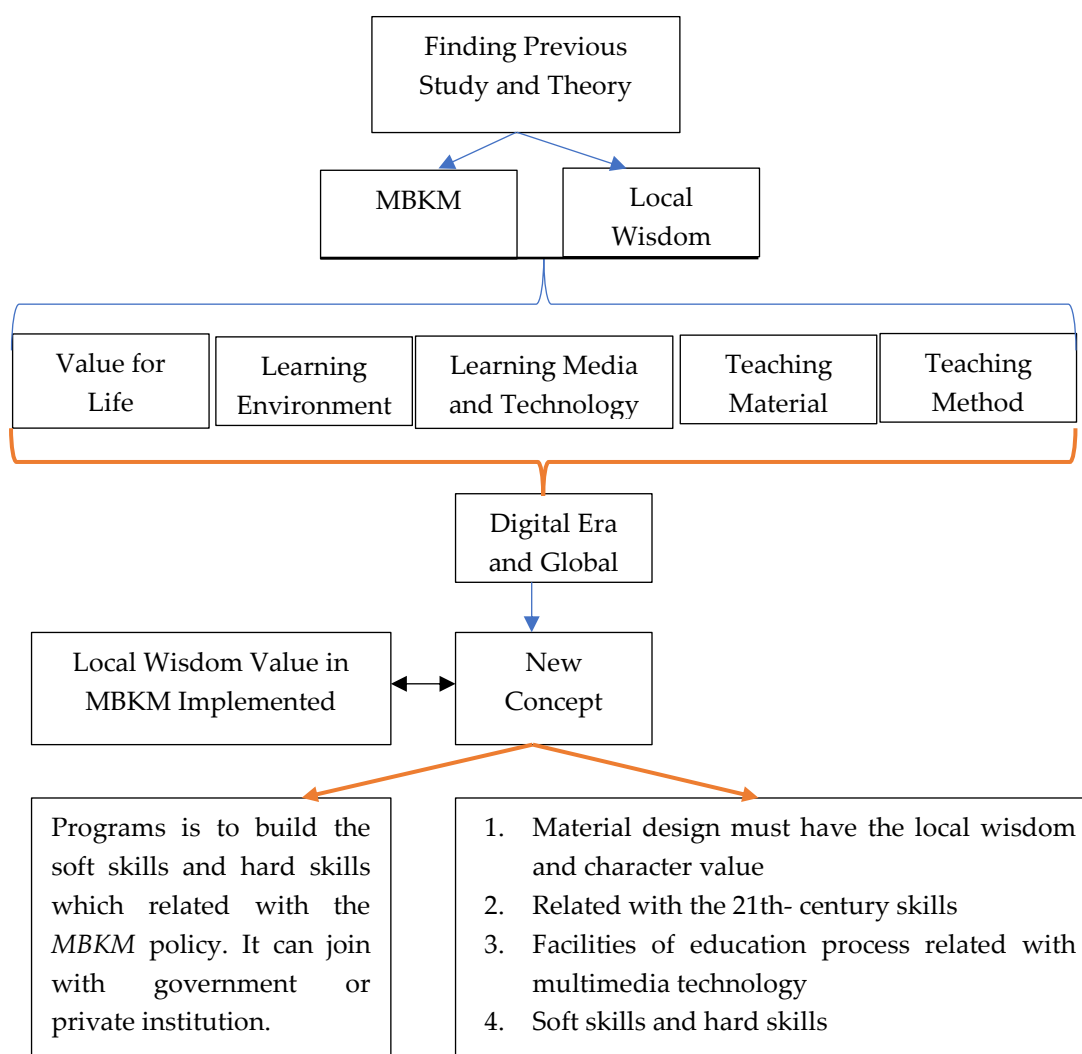 Finding Previous
Study and Theory
MBKM
Local
Wisdom
Value for
Life
Learning
Environment
Learning Media
and Technology
Teaching
Material
Teaching
Method
Digital Era
and Global
Local Wisdom Value in
MBKM Implemented
New
Concept
Programs is to build the
soft skills and hard skills
which related with the
MBKM policy. It can join
with government or
private institution.
1. Material design must have the local wisdom
and character value
2. Related with the 21th- century skills
3. Facilities of education process related with
multimedia technology
4. Soft skills and hard skills